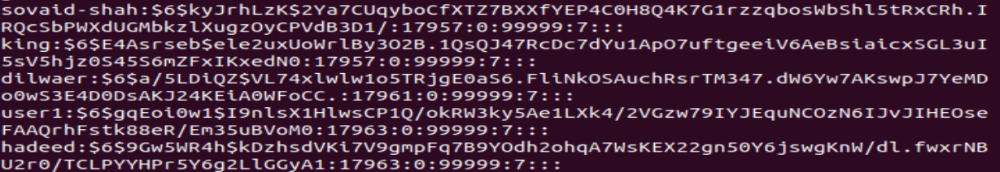 sovaid-shah:$6$kyJrhLzK$2Ya7CUqyboCfXTZ7BXXfYEP4C0H8Q4K7G1rzzqbosWbShl5tRxCRh.I
RQcSbPWXdUGMbkzlXugzOyCPVdB3D1/:17957:0:99999:7:::
king:$6$E4Asrseb$ele2uxUoWrlBy3O2B.1QsQJ47RcDc7dYu1ApO7uftgeeiV6AeBsiaicxSGL3uI
5sV5hjz0S45S6mZFxIKxedN0:17957:0:99999:7:::
dilwaer:$6$a/5LDiQZ$VL74xlwlw1o5TRjgE0aS6.FliNkOSAuchRsrTM347.dW6Yw7AKswpJ7YeMD
o0wS3E4D0DsAKJ24KEiA0WFoCC.:17961:0:99999:7:::
user1:$6$gqEoi0w1$I9nlsX1HlwsCP1Q/okRW3ky5Ae1LXk4/2VGzw79IYJEquNCOzN6IJvJIHEOse
FAAQrhFstk88eR/Em35uBVoM0:17963:0:99999:7:::
hadeed:$6$9Gw5WR4h$kDzhsdVKi7V9gmpFq7B9YOdh2ohqA7WsKEX22gn50Y6jswgKnW/dl.fwxrNB
U2r0/TCLPYYHPr5Y6g2LlGGyA1:17963:0:99999:7:::